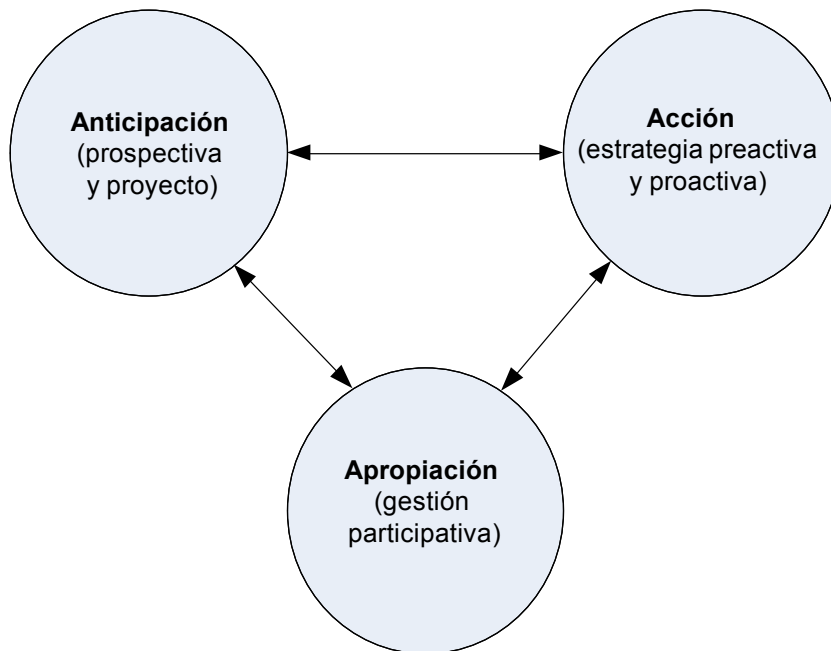 Anticipación
(prospectiva
y proyecto)
Acción
(estrategia preactiva
y proactiva)
Apropiación
(gestión
participativa)